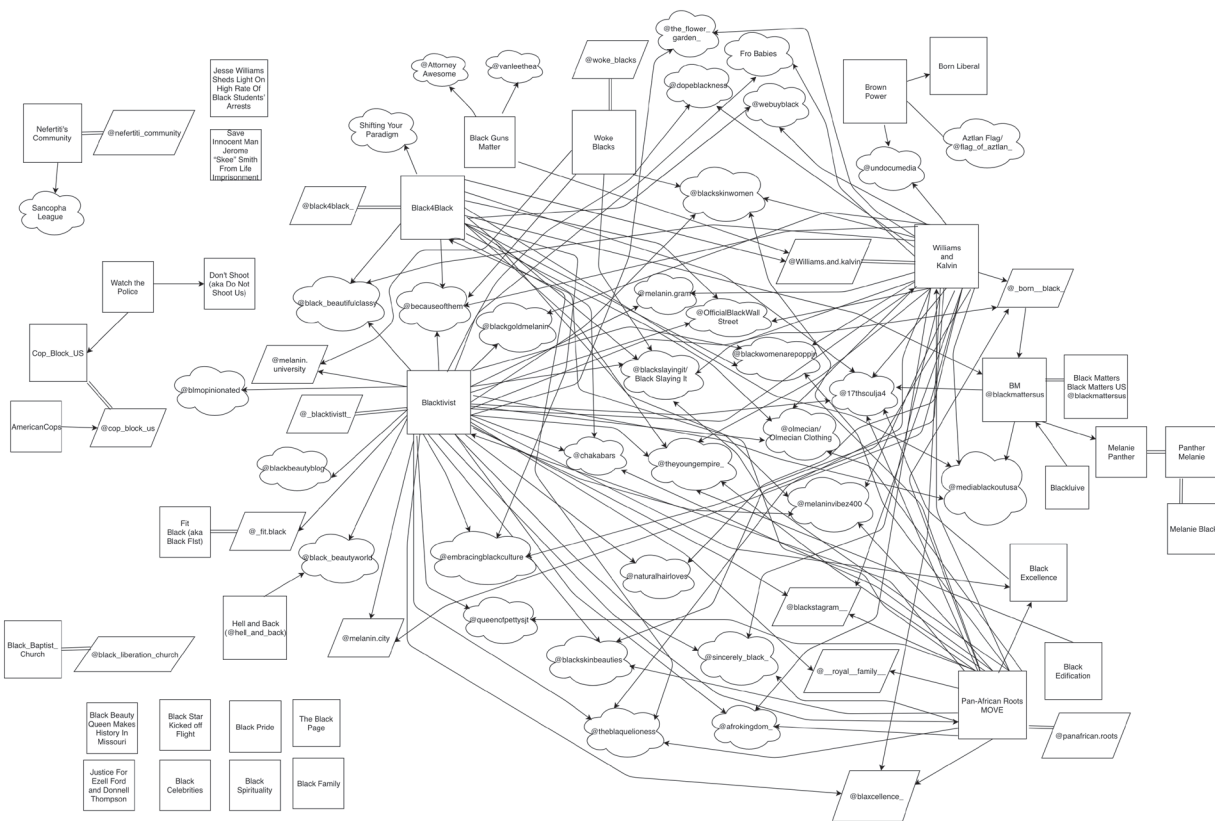 @the_flower_
garden_
Fro Babies
@woke_blacks
@Attorney
Awesome
@vanleethea
@dopeblackness
@webuyblack
Born Liberal
Brown
Power
Jesse Williams
Sheds Light On
High Rate Of
Black Students'
Arrests
Nefertiti's
Community
@nefertiti_community
Save
Innocent Man
Jerome
"Skee" Smith
From Life
Imprisonment
Shifting Your
Paradigm
Black Guns
Matter
Woke
Blacks
Aztlan Flag/
@flag_of_aztlan_
@undocumedia
Sancopha
League
@black4black_
Black4Black
@blackskinwomen
@Williams.and.kalvin
Wiliams
and
Kalvin
Watch the
Police
Don't Shoot
(aka Do Not
Shoot Us)
@black_beautifulclassy
@becauseofthem
@melanin.gram
@OfficialBlackWall
Street
@_born__black_
@blackgoldmelanin
Cop_Block_US
@melanin.
university
@blackslayingit/
Black Slaying It
@blackwomenarepoppin
@blmopinionated
@17thsculja4
BM
@blackmattersus
Black Matters
Black Matters US
@blackmattersus
Blacktivist
@_blacktivistt_
AmericanCops
@cop_block_us
@olmecian/
Olmecian Clothing
@blackbeautyblog
@chakabars
@theyoungempire_
@mediablackoutusa
Blackluive
Melanie
Panther
Panther
Melanie
@melaninvibez400
Fit
Black (aka
Black FIst)
@_fit.black
Melanie Black
@black_beautyworld
@embracingblackculture
@naturalhairloves
Black
Excellence
@blackstagram__
Hell and Back
(@hell_and_back)
@queencfpettysjt
@melanin.city
Black_Baptist_
Church
@black_liberation_church
@blackskinbeauties
@sincerely_black_
@__royal__family__
Black
Edification
Pan-African Roots
MOVE
@panafrican.roots
Black Beauty
Queen Makes
History In
Missouri
Black Star
Kicked off
Flight
Black Pride
The Black
Page
@theblaquelioness
@afrokingdom_
Justice For
Ezell Ford
and Donnell
Thompson
Black
Celebrities
Black
Spirituality
Black Family
@blaxcellence_